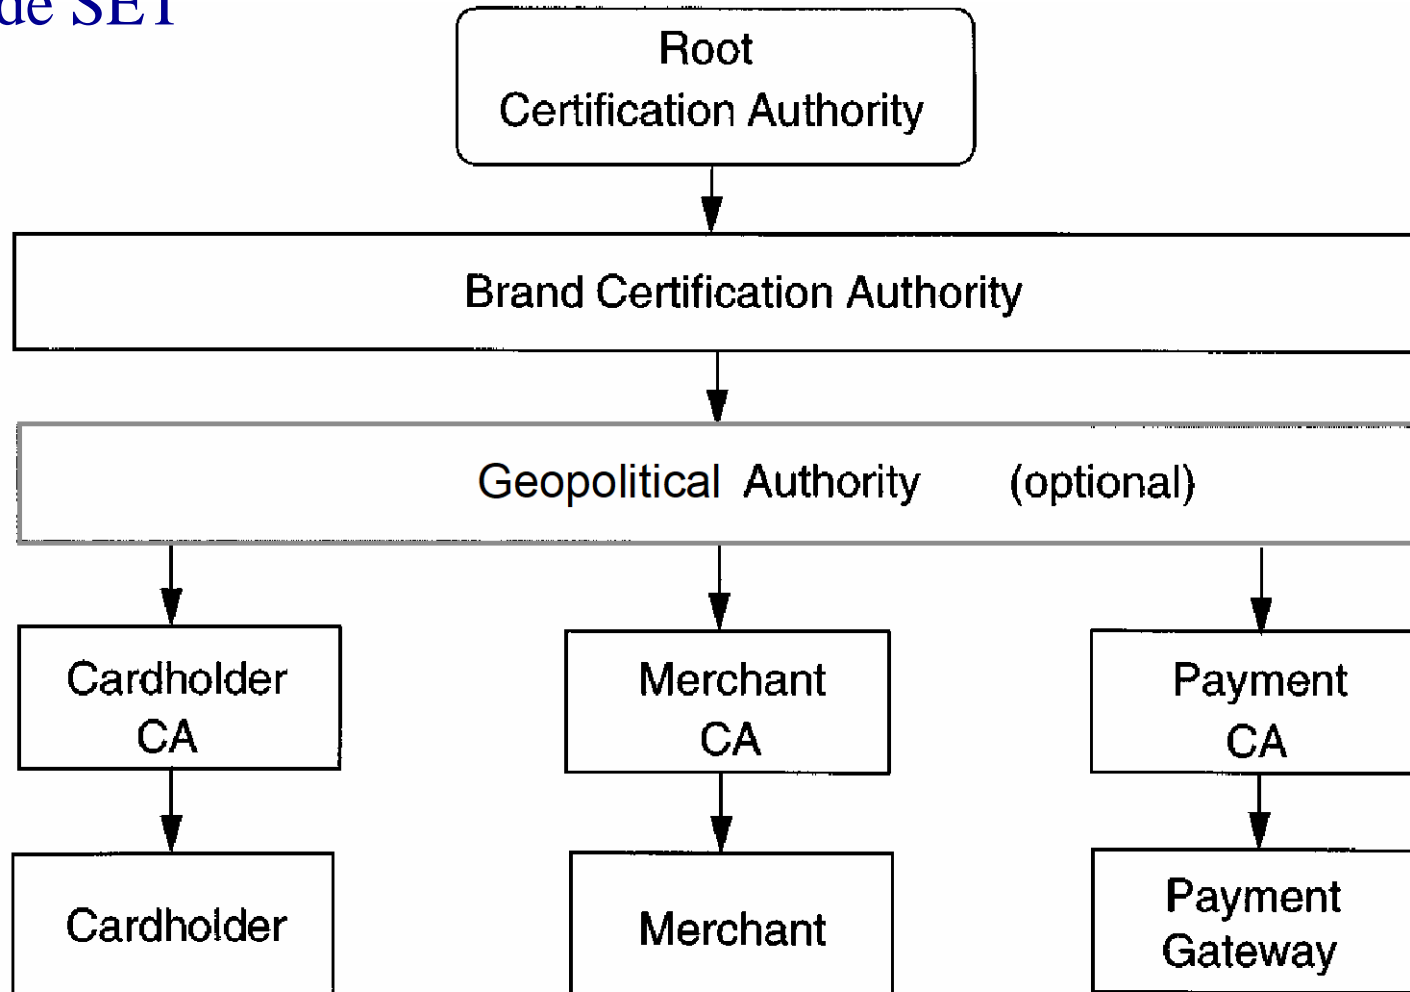 de SET
Root
Certification Authority
Brand Certification Authority
Geopolitical Authority (optional)
Cardholder
CA
Merchant
CA
Payment
CA
Cardholder
Merchant
Payment
Gateway